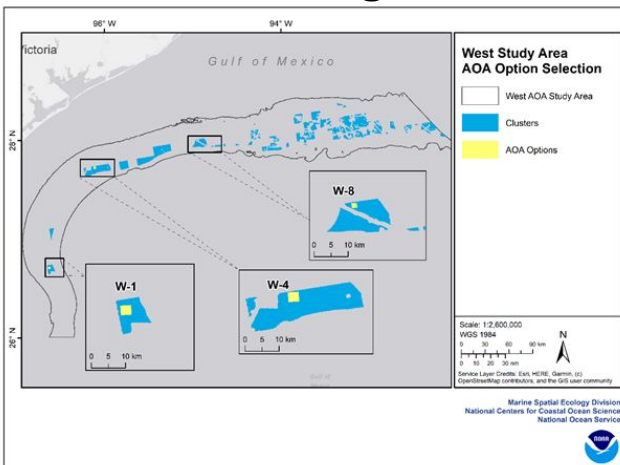 96° W
94° W
ictoria
Gulf of Mexico
28° N
26° N
W-8
0 5 10 km
W-1
0 5 10 km
W-4
0 5 10 km
West Study Area
AOA Option Selection
West AOA Study Area
Clusters
AOA Options
Scale: 1:2,600,000
WGS 1984
0 30 60 90 km
0 10 25 50 nm
N
Service Layer Credits: Esri, HERE, Garmin, (c)
OpenStreetMap contributors, and the GIS user community
Marine Spatial Ecology Division
National Centers for Coastal Ocean Science
National Ocean Service
NOAA